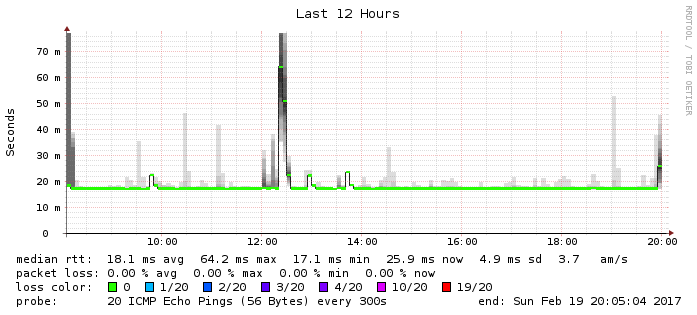 Last 12 Hours
RRDTOOL / TOBI OETIKER
Seconds
70 m
60 m
50 m
40 m
30 m
20 m
10 m
0
10:00 12:00 14:00 16:00 18:00 20:00
median rtt: 18.1 ms avg 64.2 ms max 17.1 ms min 25.9 ms now 4.9 ms sd 3.7 am/s
packet loss: 0.00 % avg 0.00 % max 0.00 % min 0.00 % now
loss color: 0 1/20 2/20 3/20 4/20 10/20 19/20
probe: 20 ICMP Echo Pings (56 Bytes) every 300s end: Sun Feb 19 20:05:04 2017